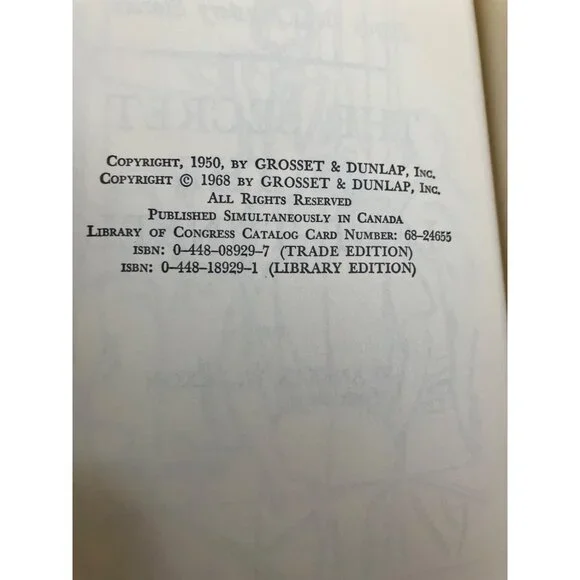 COPYRIGHT, 1950, BY GROSSET & DUNLAP, INC.
COPYRIGHT © 1968 BY GROSSET & DUNLAP, INC.
ALL RIGHTS RESERVED
PUBLISHED SIMULTANEOUSLY IN CANADA
LIBRARY OF CONGRESS CATALOG CARD NUMBER: 68-24655
ISBN: 0-448-08929-7 (TRADE EDITION)
ISBN: 0-448-18929-1 (LIBRARY EDITION)